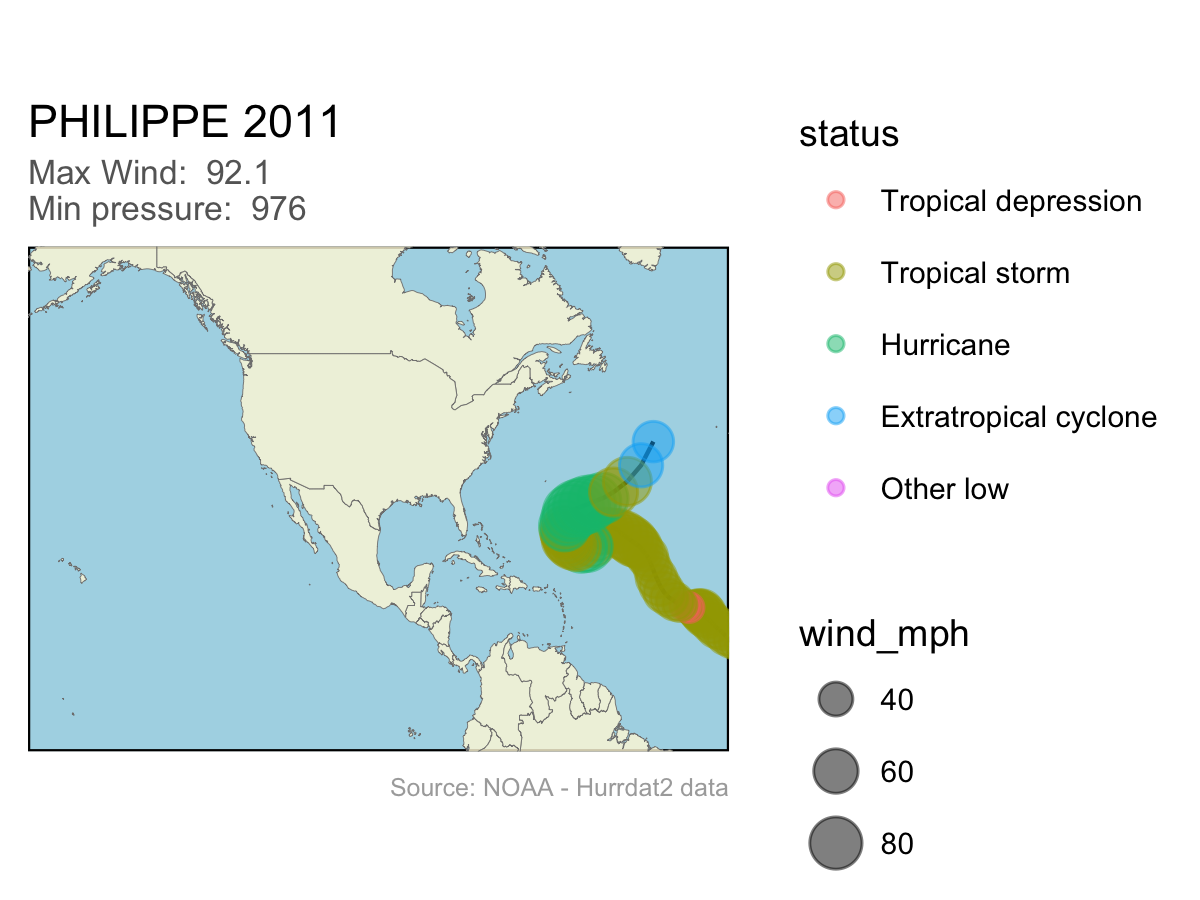 PHILIPPE 2011
Max Wind:  92.1
Min pressure:  976
Source: NOAA - Hurrdat2 data
status
Tropical depression
Tropical storm
Hurricane
Extratropical cyclone
Other low
wind_mph
40
60
80